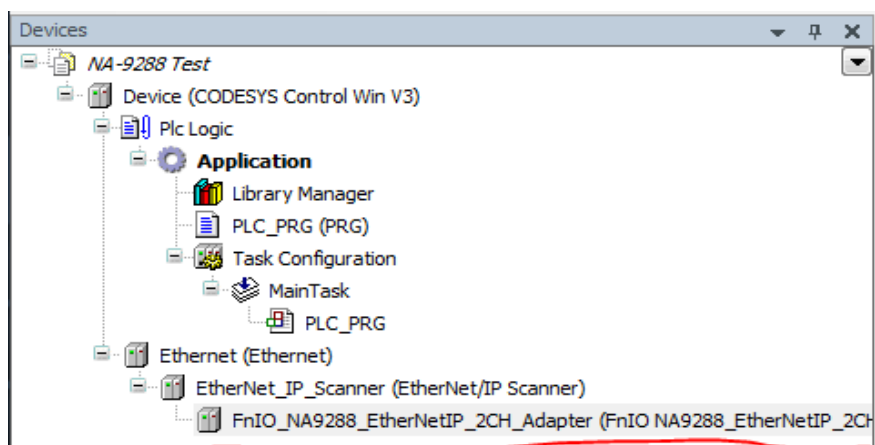 Devices
NA-9288 Test
Device (CODESYS Control Win V3)
Plc Logic
Application
Library Manager
PLC_PRG (PRG)
Task Configuration
MainTask
PLC_PRG
Ethernet (Ethernet)
EtherNet_IP_Scanner (EtherNet/IP Scanner)
FnIO_NA9288_EtherNetIP_2CH_Adapter (FnIO NA9288_EtherNetIP_2CH